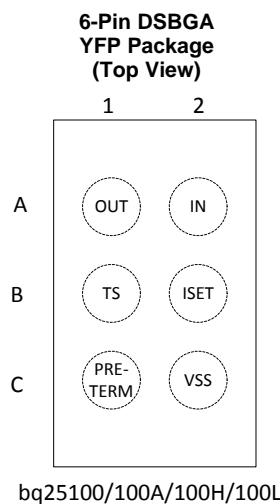 6-Pin DSBGA
YFP Package
(Top View)
1 2
A OUT IN
B TS ISET
C PRE-
TERM VSS
bq25100/100A/100H/100L